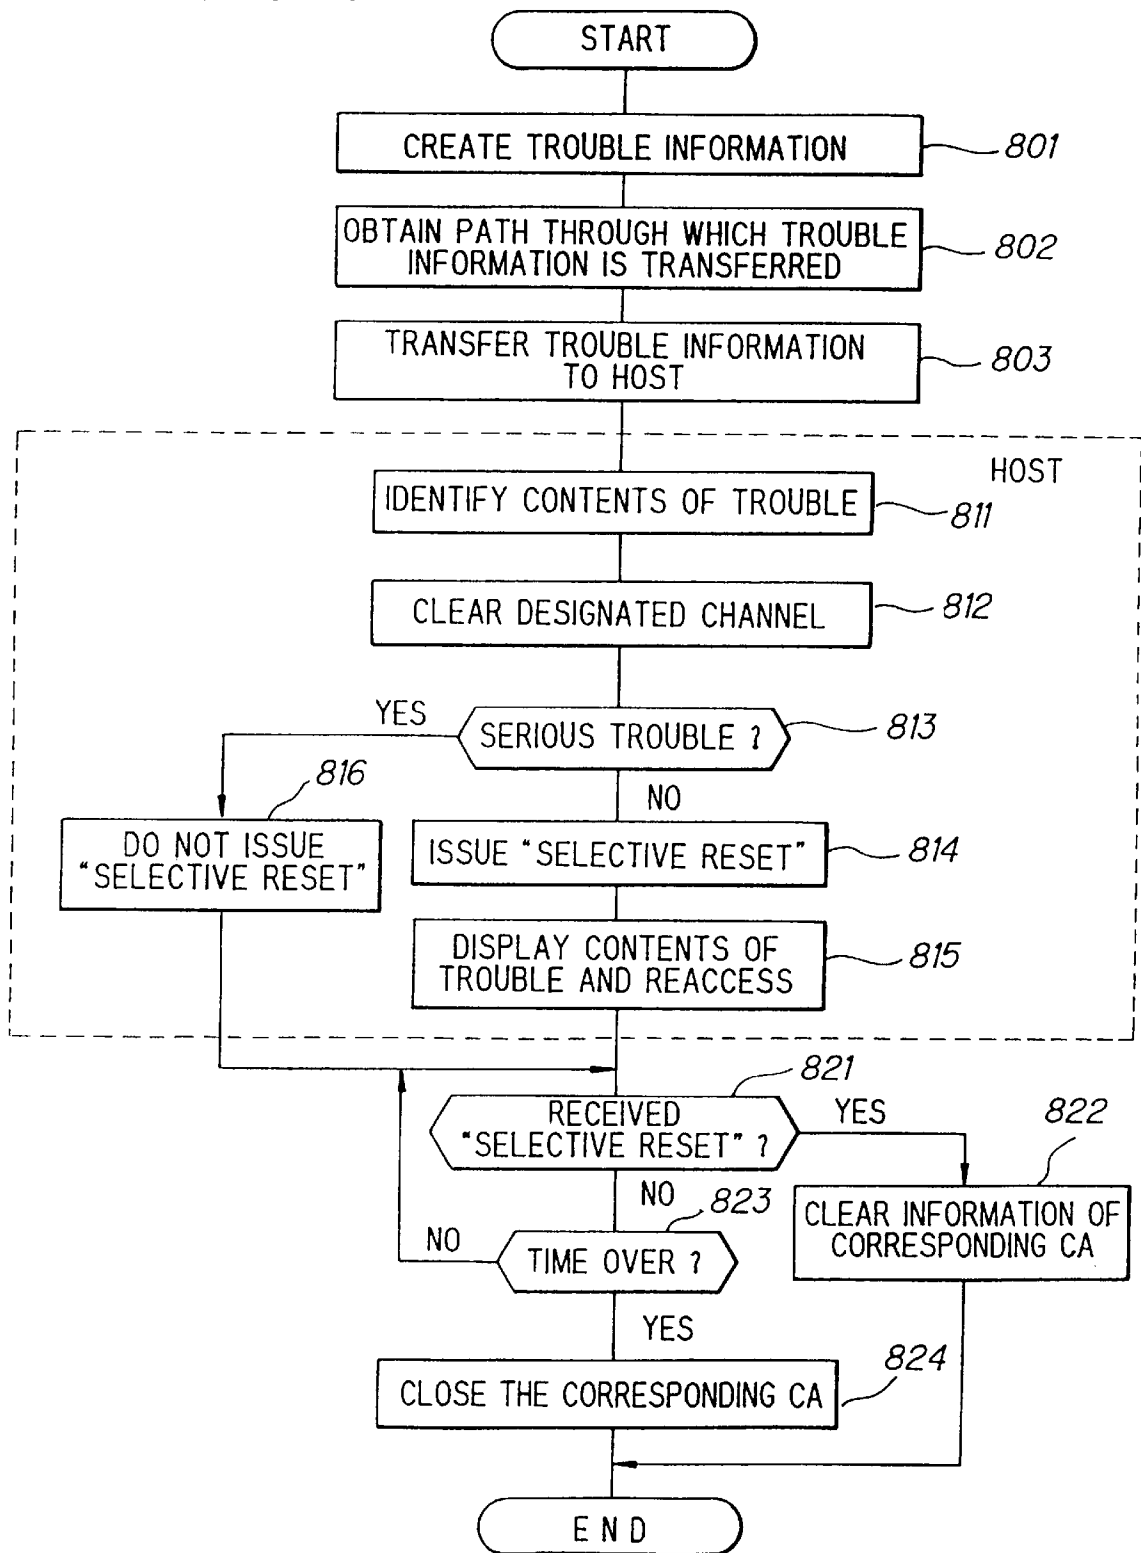 START
CREATE TROUBLE INFORMATION
801
OBTAIN PATH THROUGH WHICH TROUBLE
INFORMATION IS TRANSFERRED
802
TRANSFER TROUBLE INFORMATION
TO HOST
803
HOST
IDENTIFY CONTENTS OF TROUBLE
811
CLEAR DESIGNATED CHANNEL
812
YES
SERIOUS TROUBLE ?
813
816
NO
DO NOT ISSUE
“SELECTIVE RESET”
ISSUE “SELECTIVE RESET”
814
DISPLAY CONTENTS OF
TROUBLE AND REACCESS
815
821
RECEIVED
“SELECTIVE RESET” ?
YES
822
NO
823
CLEAR INFORMATION OF
CORRESPONDING CA
NO
TIME OVER ?
YES
824
CLOSE THE CORRESPONDING CA
END